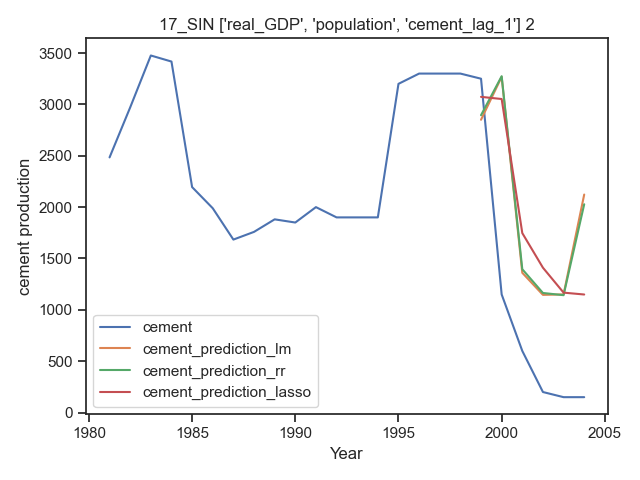 17_SIN ['real_GDP', 'population', 'cement_lag_1'] 2
cement production
3500
3000
2500
2000
1500
1000
500
0
cement
cement_prediction_lm
cement_prediction_rr
cement_prediction_lasso
1980 1985 1990 1995 2000 2005
Year